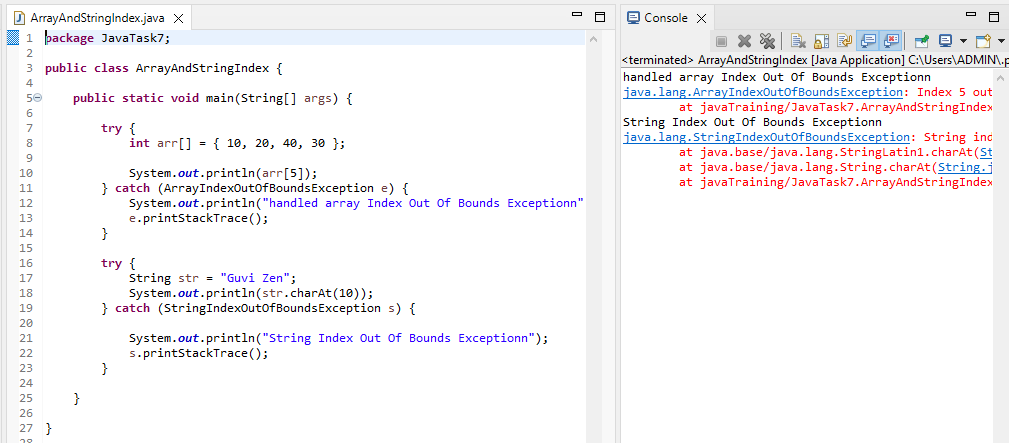 ArrayAndStringIndex.java
1 package JavaTask7;
2
3 public class ArrayAndStringIndex {
4
5 public static void main(String[] args) {
6
7 try {
8 int arr[] = { 10, 20, 40, 30 };
9
10 System.out.println(arr[5]);
11 } catch (ArrayIndexOutOfBoundsException e) {
12 System.out.println("handled array Index Out Of Bounds Exceptionn"
13 e.printStackTrace();
14 }
15
16 try {
17 String str = "Guvi Zen";
18 System.out.println(str.charAt(10));
19 } catch (StringIndexOutOfBoundsException s) {
20
21 System.out.println("String Index Out Of Bounds Exceptionn");
22 s.printStackTrace();
23 }
24
25 }
26
27 }
Console
<terminated> ArrayAndStringIndex [Java Application] C:\Users\ADMIN\.p
handled array Index Out Of Bounds Exceptionn
java.lang.ArrayIndexOutOfBoundsException: Index 5 out
at javaTraining/JavaTask7.ArrayAndStringIndex
String Index Out Of Bounds Exceptionn
java.lang.StringIndexOutOfBoundsException: String ind
at java.base/java.lang.StringLatin1.charAt(St
at java.base/java.lang.String.charAt(String.j
at javaTraining/JavaTask7.ArrayAndStringIndex